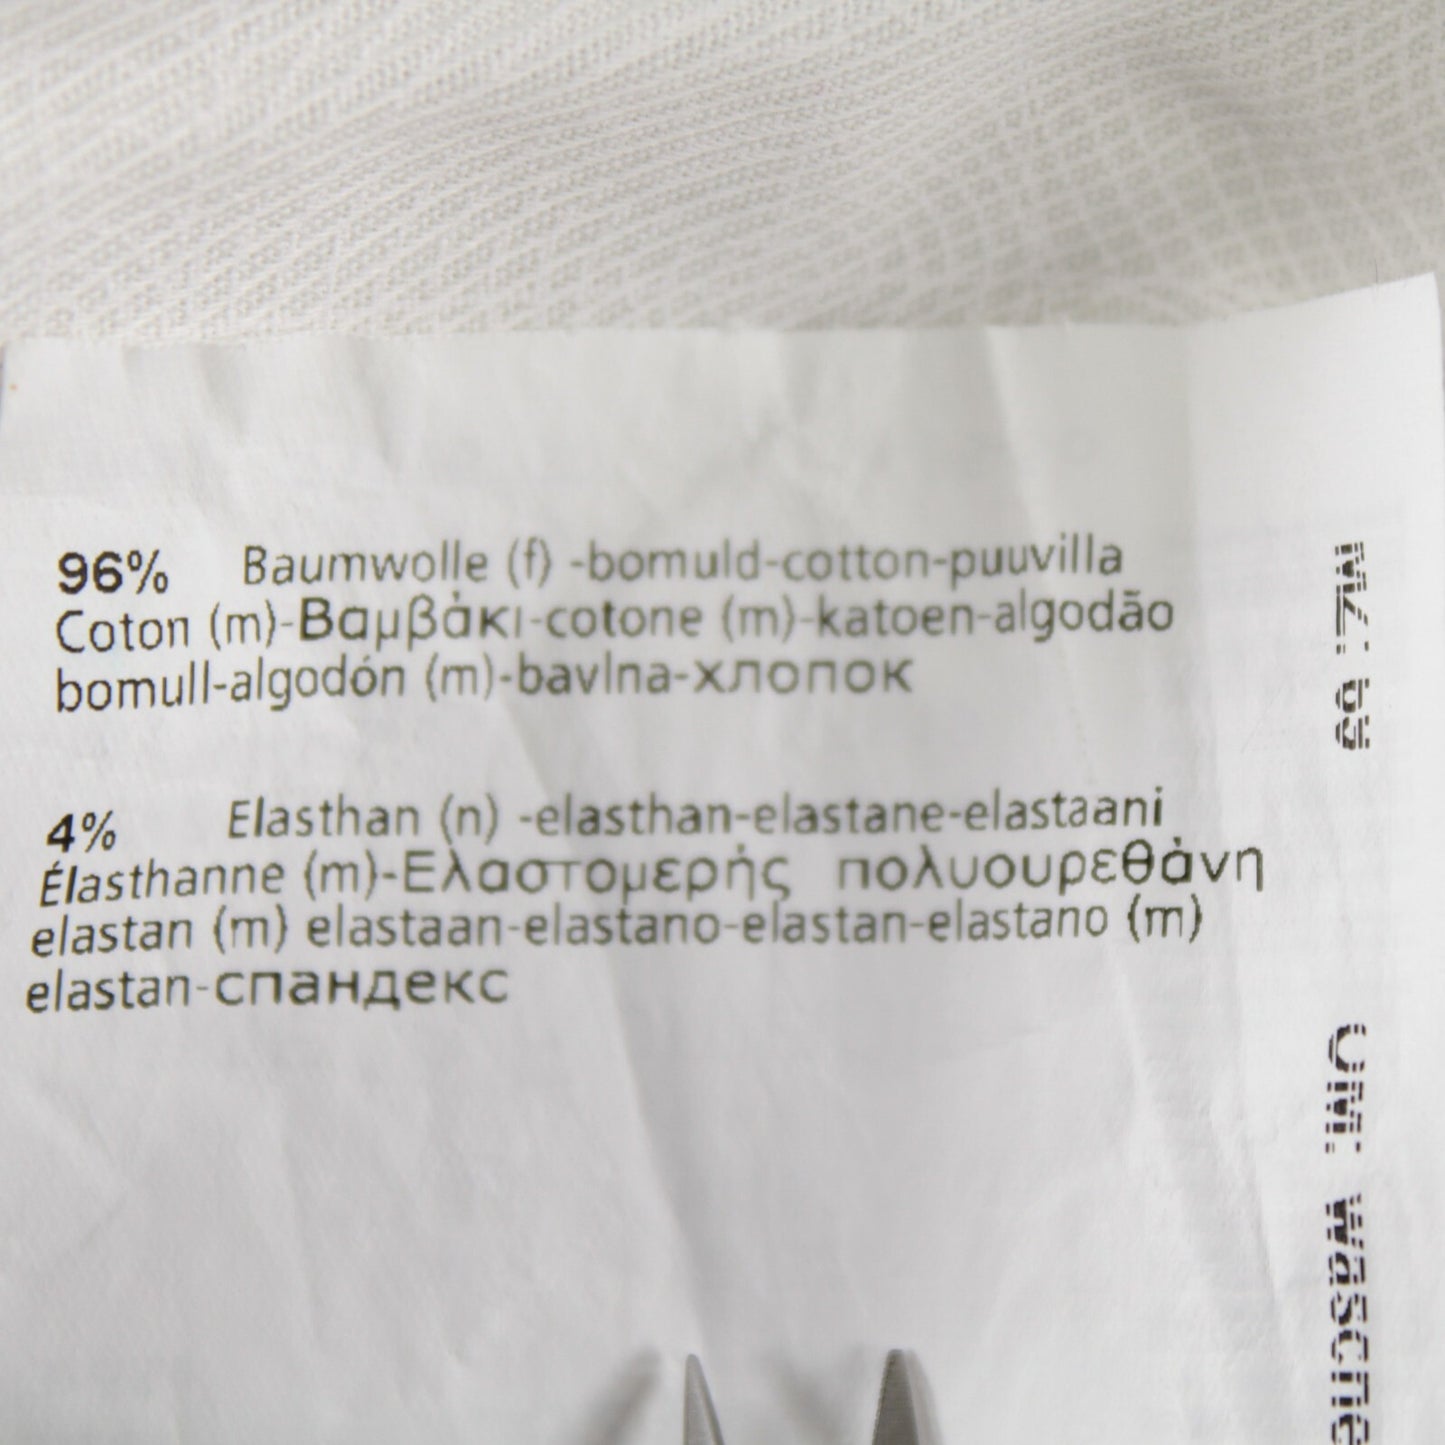 96% Baumwolle (f) -bomuld-cotton-puuvilla
Coton (m)-Βαμβάκι-cotone (m)-katoen-algodão
bomull-algodón (m)-bavlna-хлопок
4% Elasthan (n) -elasthan-elastane-elastaani
Élasthanne (m)-Ελαστομερής πολυουρεθάνη
elastan (m) elastaan-elastano-elastan-elastano (m)
elastan-спандекс